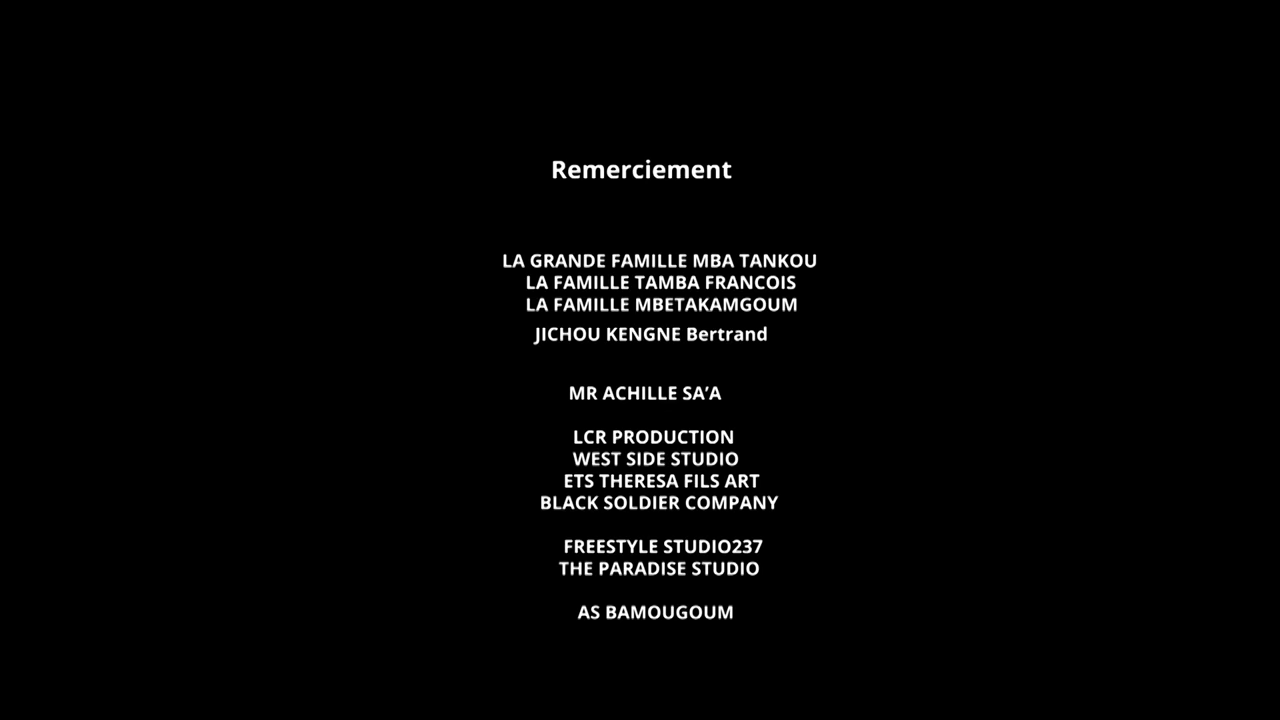 Remerciement
LA GRANDE FAMILLE MBA TANKOU
LA FAMILLE TAMBA FRANCOIS
LA FAMILLE MBETAKAMGOUM
JICHOU KENGNE Bertrand
MR ACHILLE SA’A
LCR PRODUCTION
WEST SIDE STUDIO
ETS THERESA FILS ART
BLACK SOLDIER COMPANY
FREESTYLE STUDIO237
THE PARADISE STUDIO
AS BAMOUGOUM